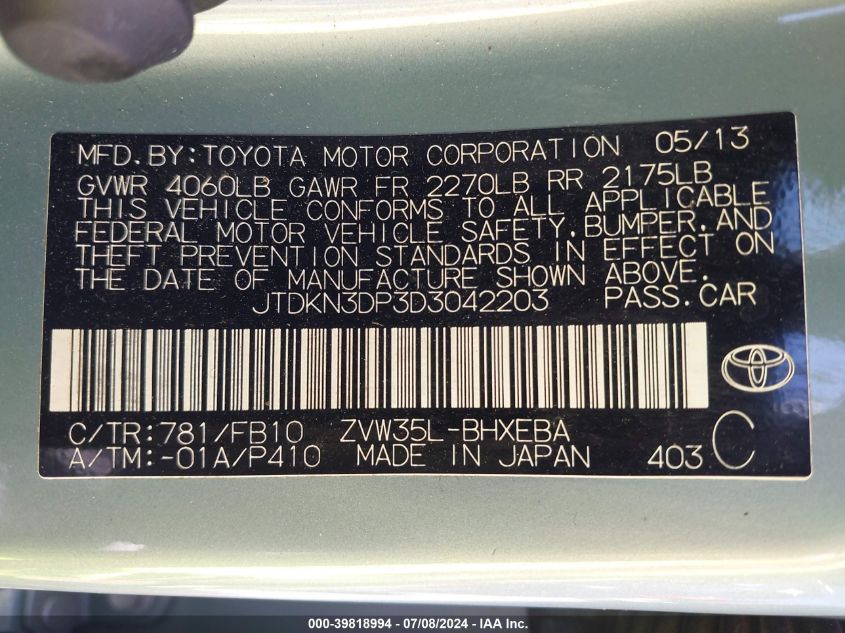 MFD.BY:TOYOTA MOTOR CORPORATION 05/13
GVWR 4060LB GAWR FR 2270LB RR 2175LB
THIS VEHICLE CONFORMS TO ALL APPLICABLE
FEDERAL MOTOR VEHICLE SAFETY,BUMPER,AND
THEFT PREVENTION STANDARDS IN EFFECT ON
THE DATE OF MANUFACTURE SHOWN ABOVE.
JTDKN3DP3D3042203 PASS.CAR
C/TR:781/FB10 ZVW35L-BHXEBA
A/TM:-01A/P410 MADE IN JAPAN 403 C
000-39818994 - 07/08/2024 - IAA Inc.